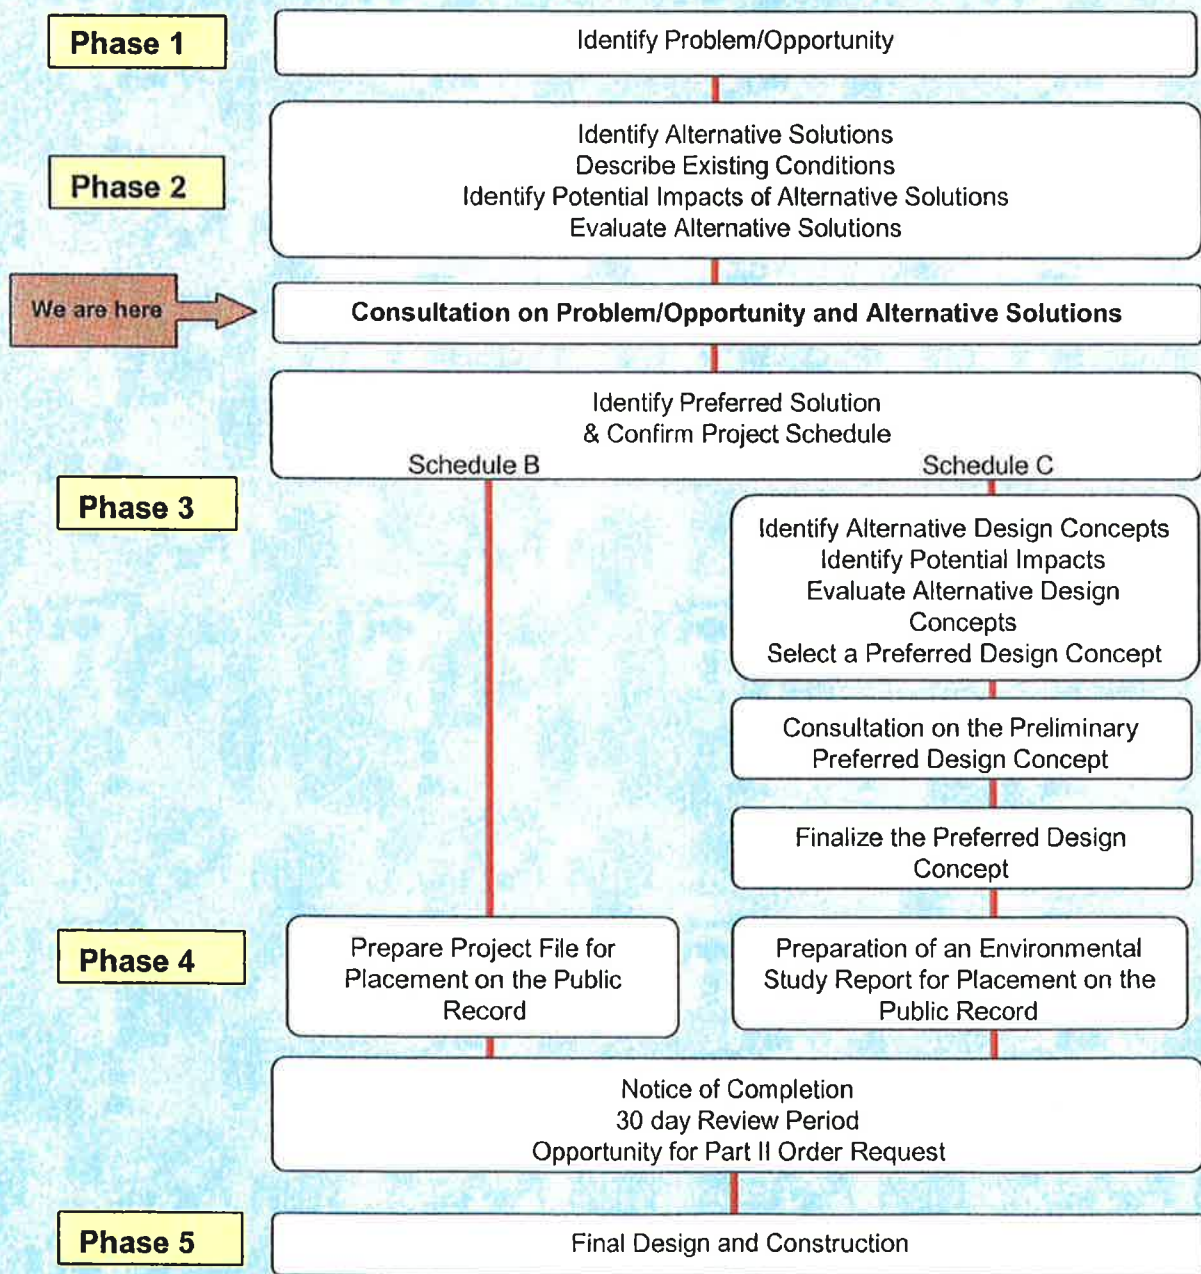 Phase 1
Identify Problem/Opportunity
Phase 2
Identify Alternative Solutions
Describe Existing Conditions
Identify Potential Impacts of Alternative Solutions
Evaluate Alternative Solutions
We are here
Consultation on Problem/Opportunity and Alternative Solutions
Identify Preferred Solution
& Confirm Project Schedule
Schedule B
Schedule C
Phase 3
Identify Alternative Design Concepts
Identify Potential Impacts
Evaluate Alternative Design
Concepts
Select a Preferred Design Concept
Consultation on the Preliminary
Preferred Design Concept
Finalize the Preferred Design
Concept
Phase 4
Prepare Project File for
Placement on the Public
Record
Preparation of an Environmental
Study Report for Placement on the
Public Record
Notice of Completion
30 day Review Period
Opportunity for Part II Order Request
Phase 5
Final Design and Construction